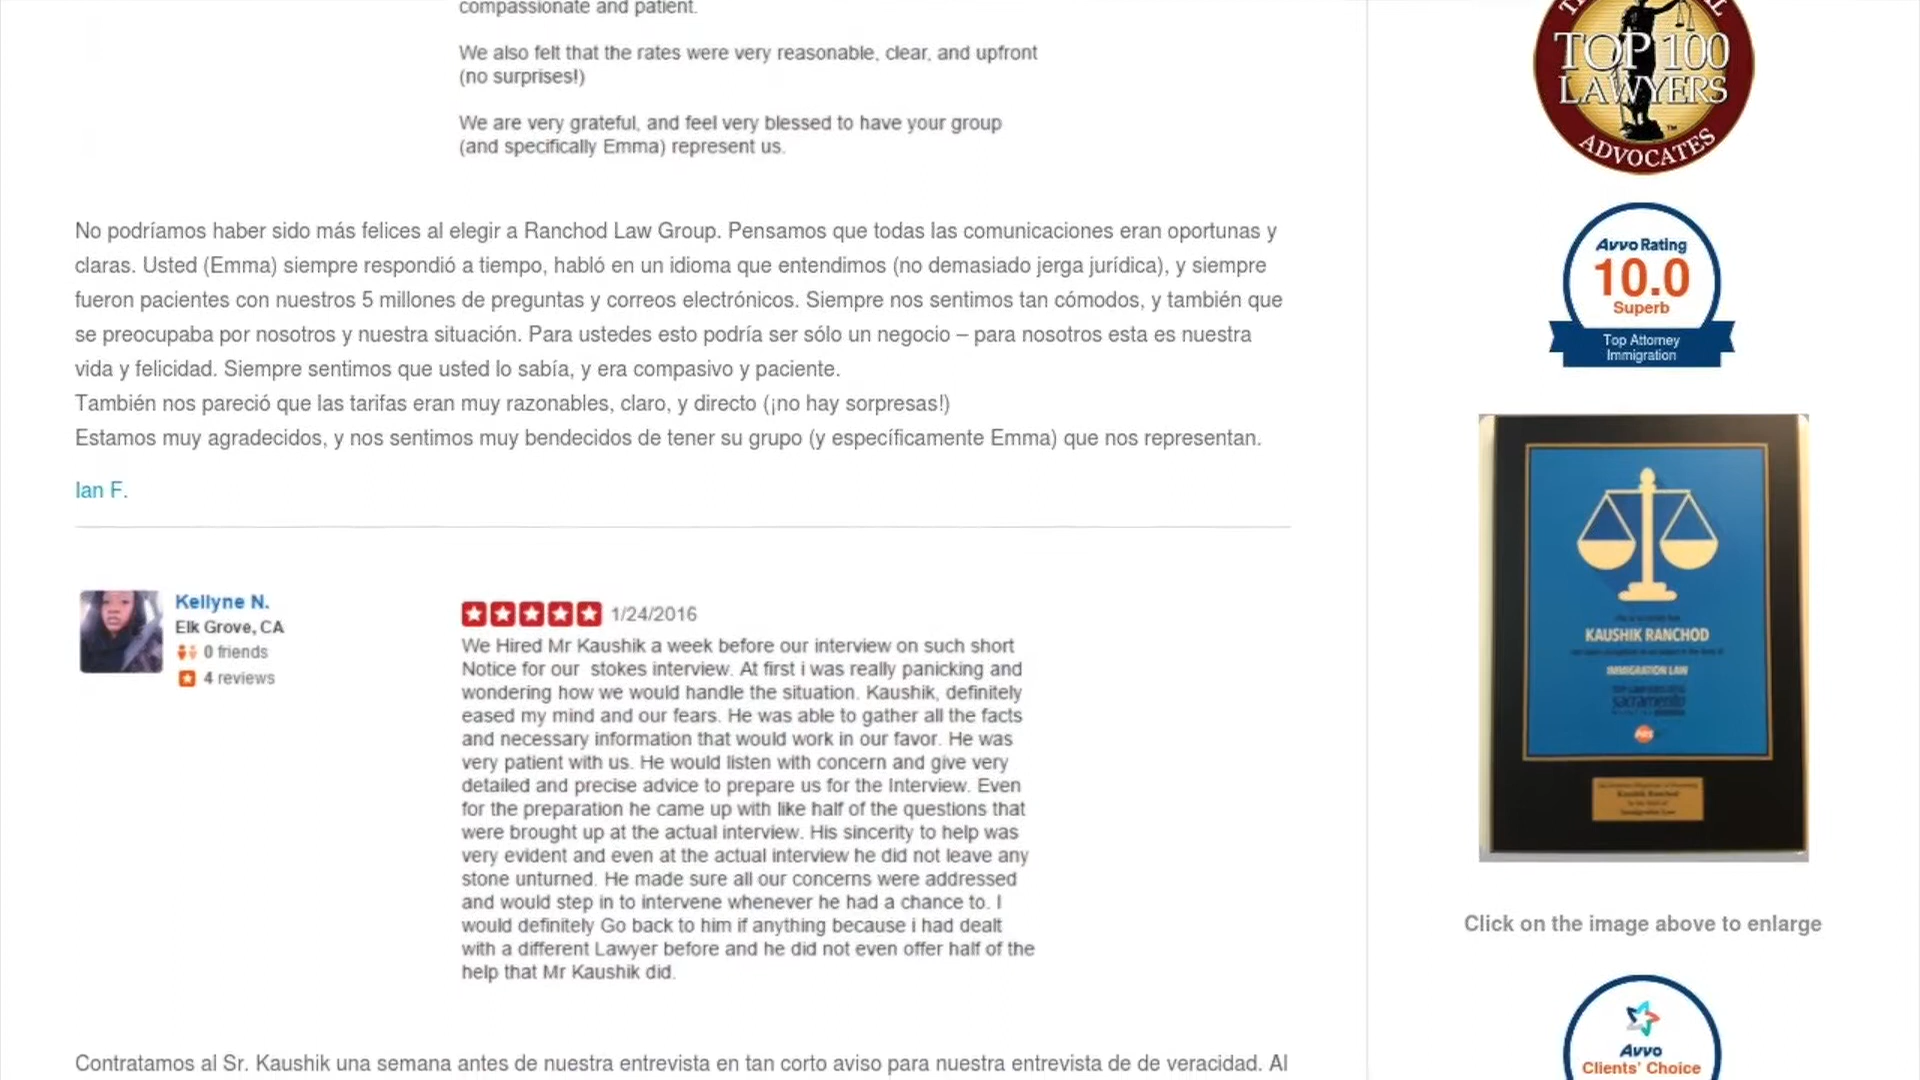 compassionate and patient.
We also felt that the rates were very reasonable, clear, and upfront
(no surprises!)
We are very grateful, and feel very blessed to have your group
(and specifically Emma) represent us.
No podríamos haber sido más felices al elegir a Ranchod Law Group. Pensamos que todas las comunicaciones eran oportunas y
claras. Usted (Emma) siempre respondió a tiempo, habló en un idioma que entendimos (no demasiado jerga jurídica), y siempre
fueron pacientes con nuestros 5 millones de preguntas y correos electrónicos. Siempre nos sentimos tan cómodos, y también que
se preocupaba por nosotros y nuestra situación. Para ustedes esto podría ser sólo un negocio – para nosotros esta es nuestra
vida y felicidad. Siempre sentimos que usted lo sabía, y era compasivo y paciente.
También nos pareció que las tarifas eran muy razonables, claro, y directo (¡no hay sorpresas!)
Estamos muy agradecidos, y nos sentimos muy bendecidos de tener su grupo (y específicamente Emma) que nos representan.
Ian F.
Kellyne N.
Elk Grove, CA
0 friends
4 reviews
1/24/2016
We Hired Mr Kaushik a week before our interview on such short
Notice for our stokes interview. At first i was really panicking and
wondering how we would handle the situation. Kaushik, definitely
eased my mind and our fears. He was able to gather all the facts
and necessary information that would work in our favor. He was
very patient with us. He would listen with concern and give very
detailed and precise advice to prepare us for the Interview. Even
for the preparation he came up with like half of the questions that
were brought up at the actual interview. His sincerity to help was
very evident and even at the actual interview he did not leave any
stone unturned. He made sure all our concerns were addressed
and would step in to intervene whenever he had a chance to. I
would definitely Go back to him if anything because i had dealt
with a different Lawyer before and he did not even offer half of the
help that Mr Kaushik did.
Contratamos al Sr. Kaushik una semana antes de nuestra entrevista en tan corto aviso para nuestra entrevista de de veracidad. Al
TOP 100
LAWYERS
™
ADVOCATES
Avvo Rating
10.0
Superb
Top Attorney
Immigration
KAUSHIK RANCHOD
IMMIGRATION LAW
sacramento
Kaushik Ranchod
Immigration Law
Click on the image above to enlarge
Avvo
Clients' Choice